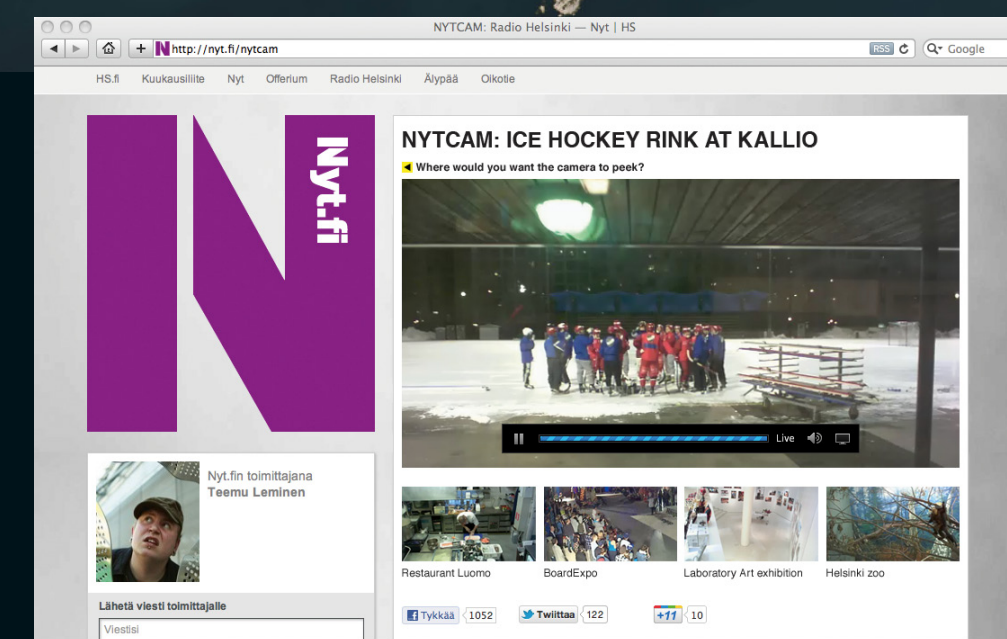 NYTCAM: Radio Helsinki — Nyt | HS
http://nyt.fi/nytcam
RSS
Google
HS.fi
Kuukausiliite
Nyt
Offerium
Radio Helsinki
Älypää
Oikotie
Nyt.fi
NYTCAM: ICE HOCKEY RINK AT KALLIO
Where would you want the camera to peek?
Live
Nyt.fin toimittajana
Teemu Leminen
Restaurant Luomo
BoardExpo
Laboratory Art exhibition
Helsinki zoo
Lähetä viesti toimittajalle
Viestisi
Tykkää 1052
Twiittaa 122
+11 10